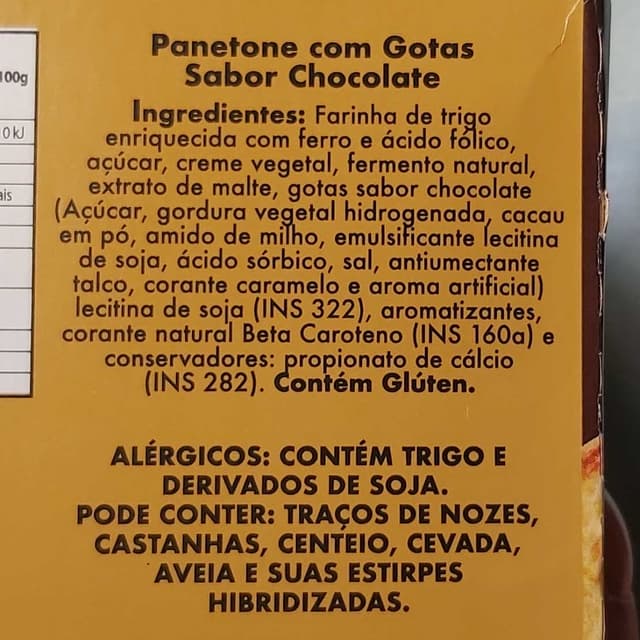 100g
0 kJ
ais
Panetone com Gotas
Sabor Chocolate
Ingredientes: Farinha de trigo
enriquecida com ferro e ácido fólico,
açúcar, creme vegetal, fermento natural,
extrato de malte, gotas sabor chocolate
(Açúcar, gordura vegetal hidrogenada, cacau
em pó, amido de milho, emulsificante lecitina
de soja, ácido sórbico, sal, antiumectante
talco, corante caramelo e aroma artificial)
lecitina de soja (INS 322), aromatizantes,
corante natural Beta Caroteno (INS 160a) e
conservadores: propionato de cálcio
(INS 282). Contém Glúten.
ALÉRGICOS: CONTÉM TRIGO E
DERIVADOS DE SOJA.
PODE CONTER: TRAÇOS DE NOZES,
CASTANHAS, CENTEIO, CEVADA,
AVEIA E SUAS ESTIRPES
HIBRIDIZADAS.